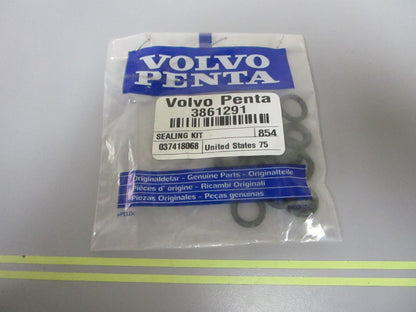 VOLVO
PENTA
Volvo Penta
3861291
SEALING KIT 854
037418068 United States 75
Originaldelar - Genuine Parts - Originalteile
Pièces d'origine - Ricambi Originali
Piezas Originales - Peças genuinas